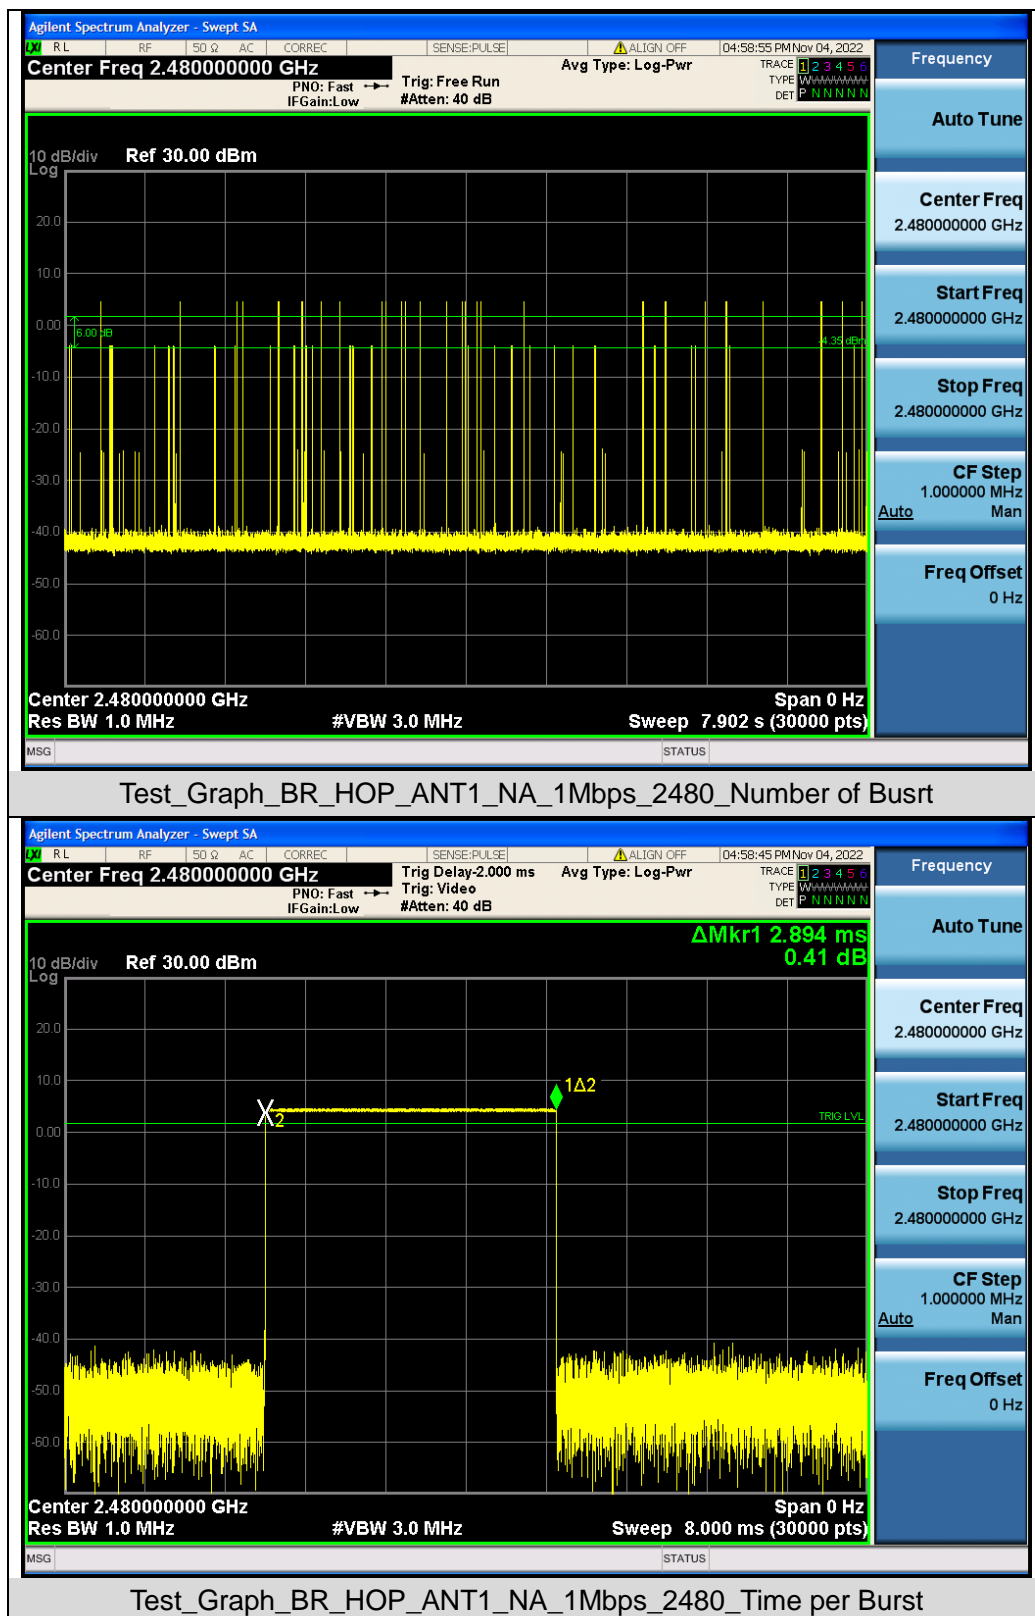 Agilent Spectrum Analyzer - Swept SA
LXI RL RF 50 Ω AC CORREC SENSE:PULSE ALIGN OFF 04:58:55 PM Nov 04, 2022
Center Freq 2.480000000 GHz Avg Type: Log-Pwr TRACE 1 2 3 4 5 6
PNO: Fast Trig: Free Run TYPE
IFGain:Low #Atten: 40 dB DET P N N N N N
10 dB/div Ref 30.00 dBm
Log
20.0
10.0
0.00
6.00 dB
-4.35 dBm
-10.0
-20.0
-30.0
-40.0
-50.0
-60.0
Center 2.480000000 GHz Span 0 Hz
Res BW 1.0 MHz #VBW 3.0 MHz Sweep 7.902 s (30000 pts)
MSG STATUS
Frequency
Auto Tune
Center Freq
2.480000000 GHz
Start Freq
2.480000000 GHz
Stop Freq
2.480000000 GHz
CF Step
1.000000 MHz
Auto Man
Freq Offset
0 Hz
Test_Graph_BR_HOP_ANT1_NA_1Mbps_2480_Number of Busrt
Agilent Spectrum Analyzer - Swept SA
LXI RL RF 50 Ω AC CORREC SENSE:PULSE ALIGN OFF 04:58:45 PM Nov 04, 2022
Center Freq 2.480000000 GHz Trig Delay-2.000 ms Avg Type: Log-Pwr TRACE 1 2 3 4 5 6
PNO: Fast Trig: Video TYPE
IFGain:Low #Atten: 40 dB DET P N N N N N
ΔMkr1 2.894 ms
0.41 dB
10 dB/div Ref 30.00 dBm
Log
20.0
10.0
1Δ2
2
TRIG LVL
0.00
-10.0
-20.0
-30.0
-40.0
-50.0
-60.0
Center 2.480000000 GHz Span 0 Hz
Res BW 1.0 MHz #VBW 3.0 MHz Sweep 8.000 ms (30000 pts)
MSG STATUS
Frequency
Auto Tune
Center Freq
2.480000000 GHz
Start Freq
2.480000000 GHz
Stop Freq
2.480000000 GHz
CF Step
1.000000 MHz
Auto Man
Freq Offset
0 Hz
Test_Graph_BR_HOP_ANT1_NA_1Mbps_2480_Time per Burst